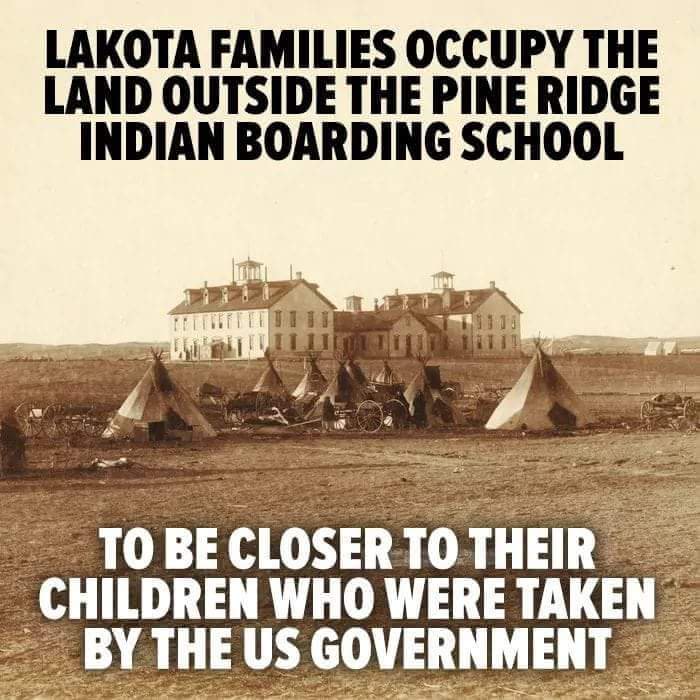 LAKOTA FAMILIES OCCUPY THE
LAND OUTSIDE THE PINE RIDGE
INDIAN BOARDING SCHOOL
TO BE CLOSER TO THEIR
CHILDREN WHO WERE TAKEN
BY THE US GOVERNMENT